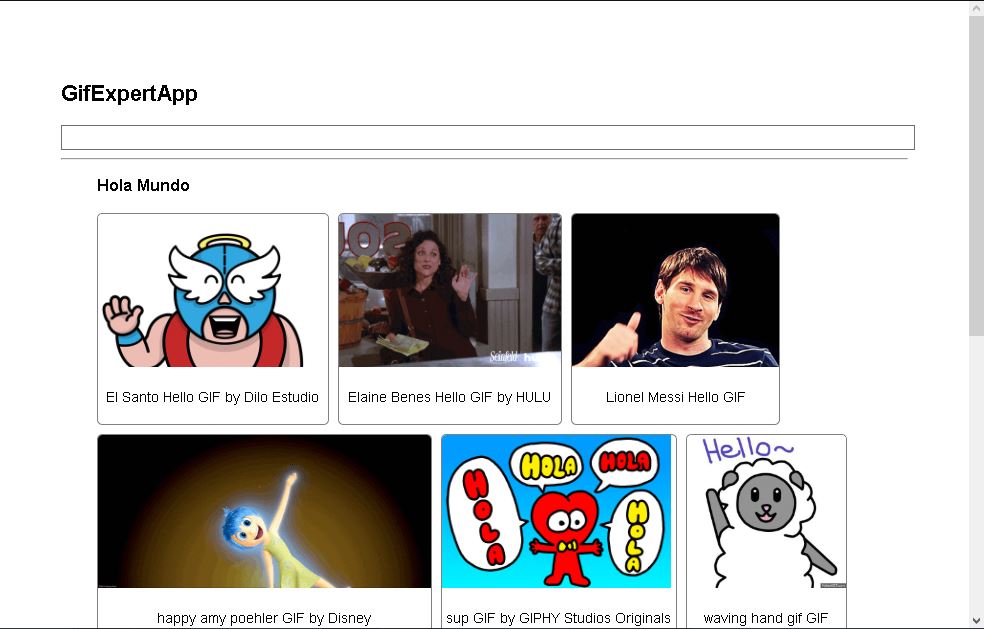 GifExpertApp
Hola Mundo
SOU
Seinfeld h
El Santo Hello GIF by Dilo Estudio
Elaine Benes Hello GIF by HULU
Lionel Messi Hello GIF
HOLA
HOLA
HOLA
HOLA
Hello~
happy amy poehler GIF by Disney
sup GIF by GIPHY Studios Originals
waving hand gif GIF